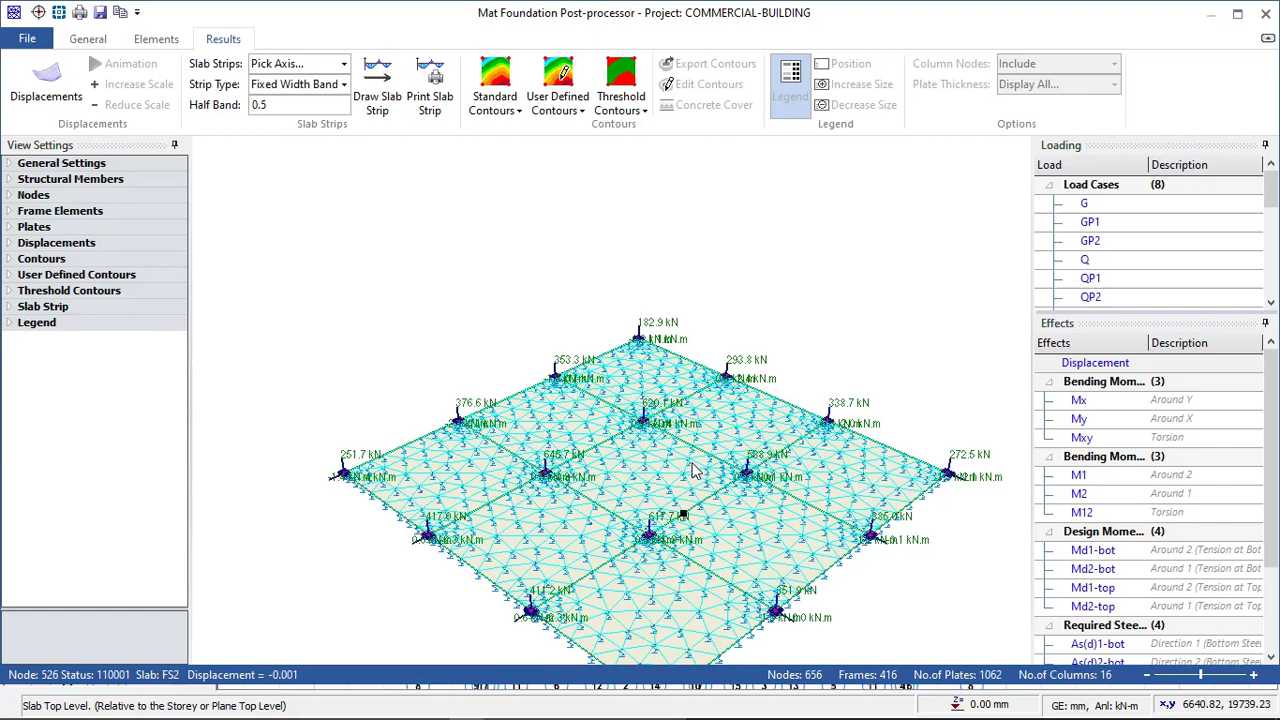 Mat Foundation Post-processor - Project: COMMERCIAL-BUILDING
File General Elements Results
Displacements
Animation
Increase Scale
Reduce Scale
Displacements
Slab Strips: Pick Axis...
Strip Type: Fixed Width Band
Half Band: 0.5
Draw Slab Strip
Print Slab Strip
Slab Strips
Standard Contours
User Defined Contours
Threshold Contours
Export Contours
Edit Contours
Concrete Cover
Contours
Legend
Position
Increase Size
Decrease Size
Legend
Column Nodes: Include
Plate Thickness: Display All...
Options
View Settings
General Settings
Structural Members
Nodes
Frame Elements
Plates
Displacements
Contours
User Defined Contours
Threshold Contours
Slab Strip
Legend
182.9 kN
353.3 kN
293.8 kN
376.6 kN
338.7 kN
251.7 kN
272.5 kN
Loading
Load Description
Load Cases (8)
G
GP1
GP2
Q
QP1
QP2
Effects
Effects Description
Displacement
Bending Mom... (3)
Mx Around Y
My Around X
Mxy Torsion
Bending Mom... (3)
M1 Around 2
M2 Around 1
M12 Torsion
Design Mome... (4)
Md1-bot Around 2 (Tension at Bot
Md2-bot Around 1 (Tension at Bot
Md1-top Around 2 (Tension at Top
Md2-top Around 1 (Tension at Top
Required Stee... (4)
As(d)1-bot Direction 1 (Bottom Steel
Node: 526 Status: 110001 Slab: FS2 Displacement = -0.001
Nodes: 656 Frames: 416 No.of Plates: 1062 No.of Columns: 16
Slab Top Level. (Relative to the Storey or Plane Top Level)
Z= 0.00 mm
GE: mm, Anl: kN-m
x,y 6640.82, 19739.23